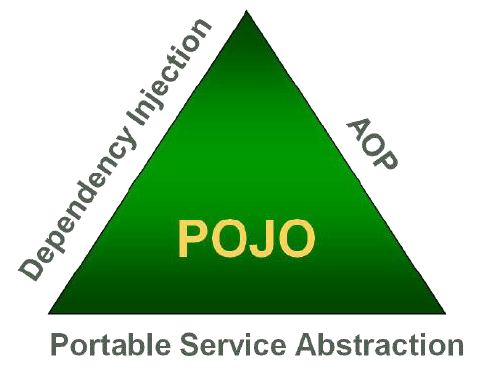 Dependency Injection
AOP
POJO
Portable Service Abstraction